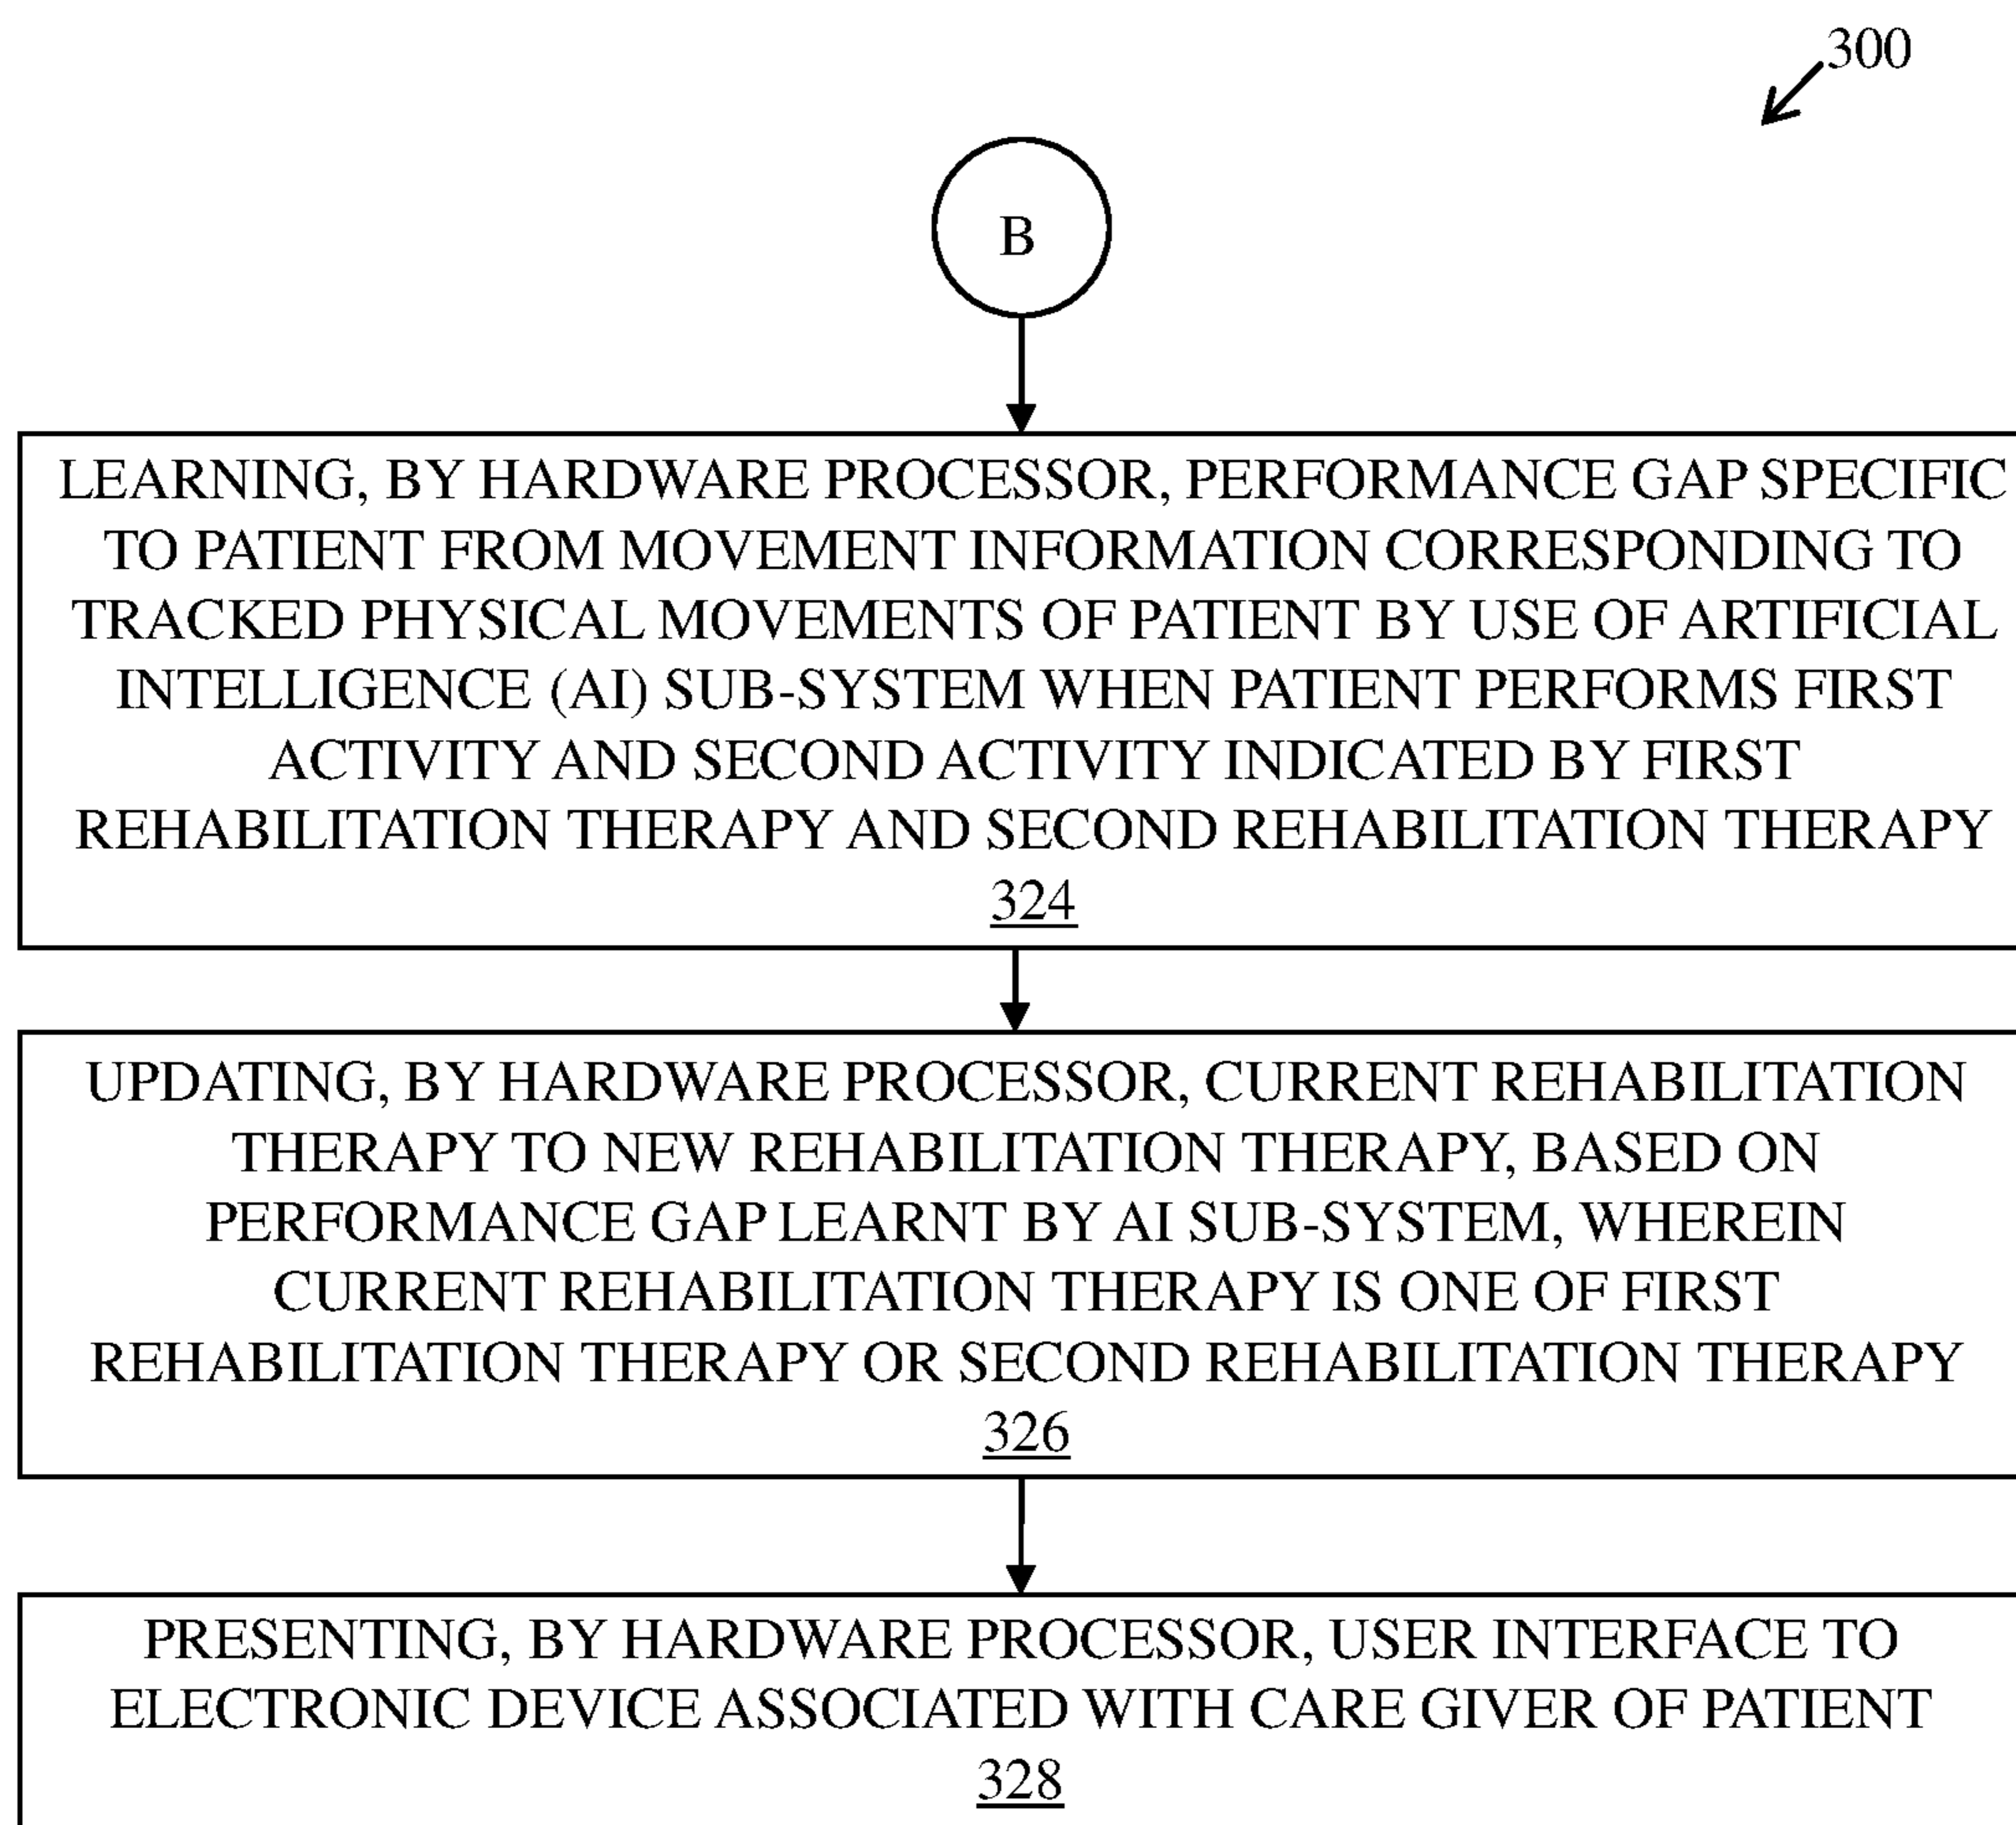 300
B
LEARNING, BY HARDWARE PROCESSOR, PERFORMANCE GAP SPECIFIC
TO PATIENT FROM MOVEMENT INFORMATION CORRESPONDING TO
TRACKED PHYSICAL MOVEMENTS OF PATIENT BY USE OF ARTIFICIAL
INTELLIGENCE (AI) SUB-SYSTEM WHEN PATIENT PERFORMS FIRST
ACTIVITY AND SECOND ACTIVITY INDICATED BY FIRST
REHABILITATION THERAPY AND SECOND REHABILITATION THERAPY
324
UPDATING, BY HARDWARE PROCESSOR, CURRENT REHABILITATION
THERAPY TO NEW REHABILITATION THERAPY, BASED ON
PERFORMANCE GAP LEARNT BY AI SUB-SYSTEM, WHEREIN
CURRENT REHABILITATION THERAPY IS ONE OF FIRST
REHABILITATION THERAPY OR SECOND REHABILITATION THERAPY
326
PRESENTING, BY HARDWARE PROCESSOR, USER INTERFACE TO
ELECTRONIC DEVICE ASSOCIATED WITH CARE GIVER OF PATIENT
328